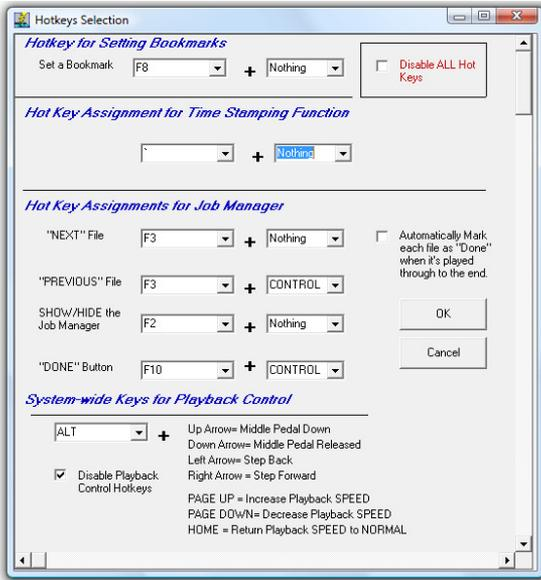 Hotkeys Selection
Hotkey for Setting Bookmarks
Set a Bookmark F8 + Nothing
Disable ALL Hot
Keys
Hot Key Assignment for Time Stamping Function
` + Nothing
Hot Key Assignments for Job Manager
"NEXT" File F3 + Nothing
Automatically Mark
each file as "Done"
when it's played
through to the end.
"PREVIOUS" File F3 + CONTROL
SHOW/HIDE the
Job Manager F2 + Nothing
OK
"DONE" Button F10 + CONTROL
Cancel
System-wide Keys for Playback Control
ALT +
Up Arrow= Middle Pedal Down
Down Arrow= Middle Pedal Released
Left Arrow= Step Back
Right Arrow = Step Forward
Disable Playback
Control Hotkeys
PAGE UP = Increase Playback SPEED
PAGE DOWN= Decrease Playback SPEED
HOME = Return Playback SPEED to NORMAL